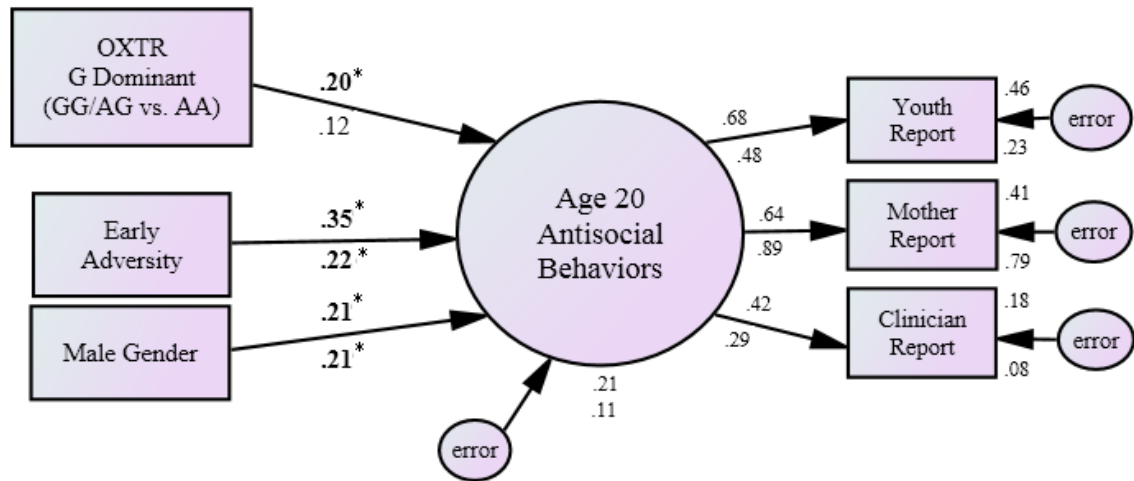 OXTR
G Dominant
(GG/AG vs. AA)
.20*
.12
Early
Adversity
.35*
.22*
Male Gender
.21*
.21*
Age 20
Antisocial
Behaviors
.21
.11
error
.68
.48
Youth
Report
.46
.23
error
.64
.89
Mother
Report
.41
.79
error
.42
.29
Clinician
Report
.18
.08
error